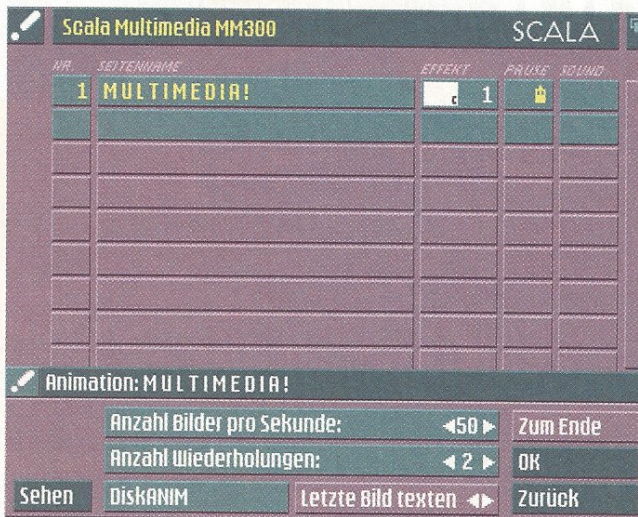 Scala Multimedia MM300 SCALA
NR. SEITENNAME EFFEKT PAUSE SOUND
1 MULTIMEDIA! 1
Animation: MULTIMEDIA!
Anzahl Bilder pro Sekunde: 50 Zum Ende
Anzahl Wiederholungen: 2 OK
Sehen DiskANIM Letzte Bild texten Zurück